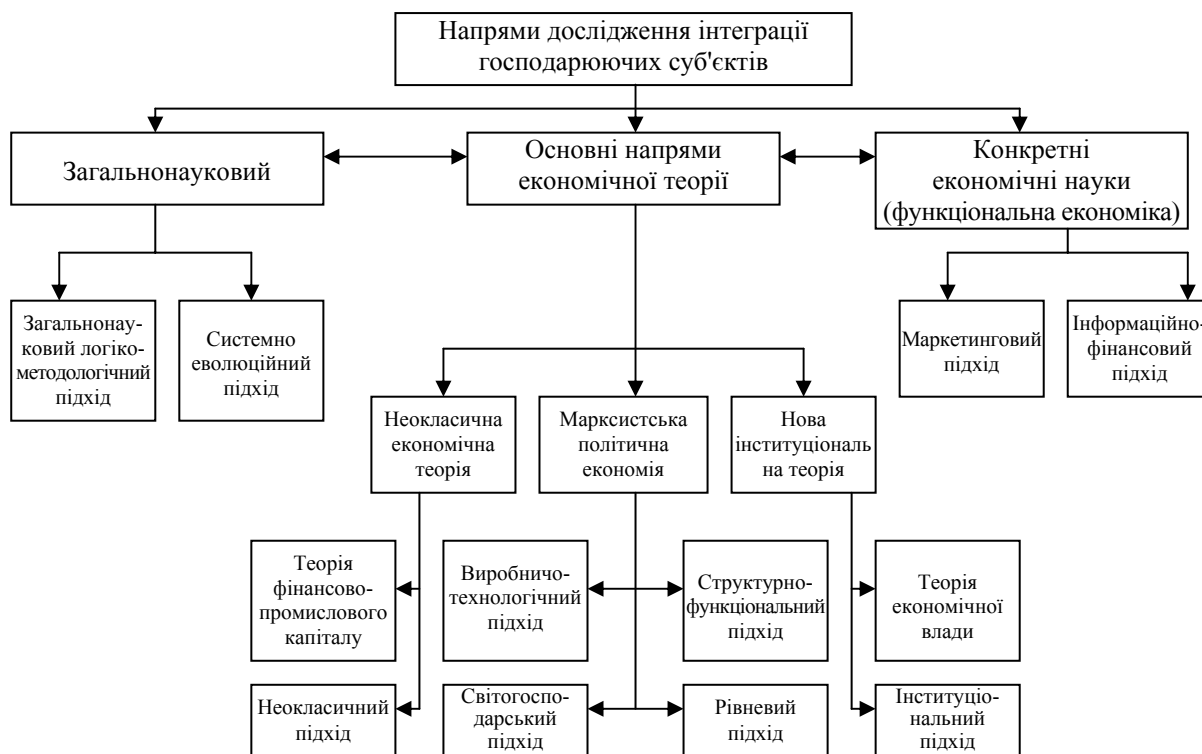 Напрями дослідження інтеграції
господарюючих суб'єктів
Загальнонауковий
Основні напрями
економічної теорії
Конкретні
економічні науки
(функціональна економіка)
Загальнонау-
ковий логіко-
методологічний
підхід
Системно
еволюційний
підхід
Маркетинговий
підхід
Інформаційно-
фінансовий
підхід
Неокласична
економічна
теорія
Марксистська
політична
економія
Нова
інституціональ
на теорія
Теорія
фінансово-
промислового
капіталу
Виробничо-
технологічний
підхід
Структурно-
функціональний
підхід
Теорія
економічної
влади
Неокласичний
підхід
Світогоспо-
дарський
підхід
Рівневий
підхід
Інституціо-
нальний
підхід